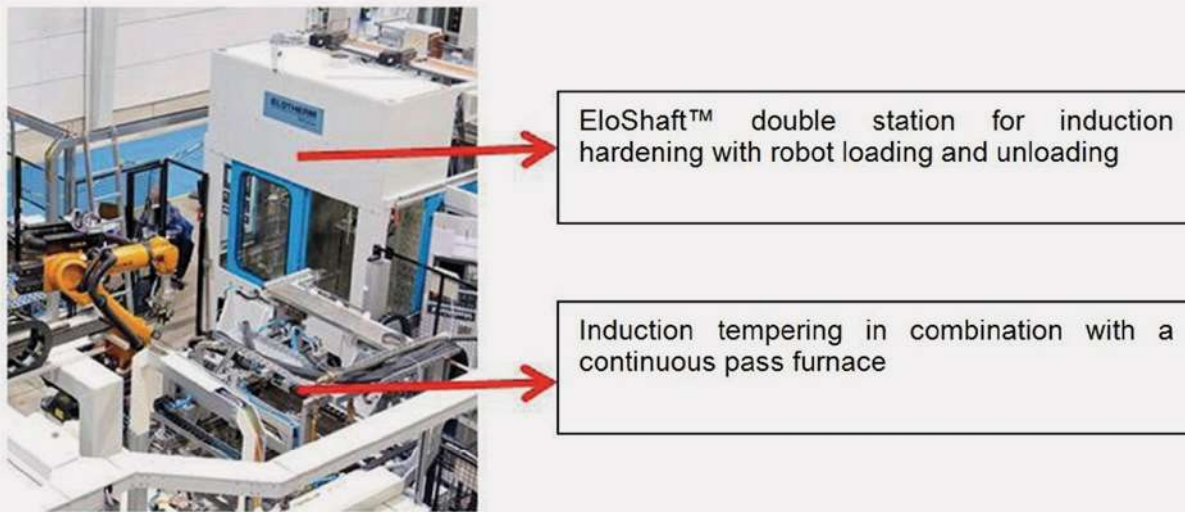 ELOTHERM
EloShaft™ double station for induction
hardening with robot loading and unloading
Induction tempering in combination with a
continuous pass furnace